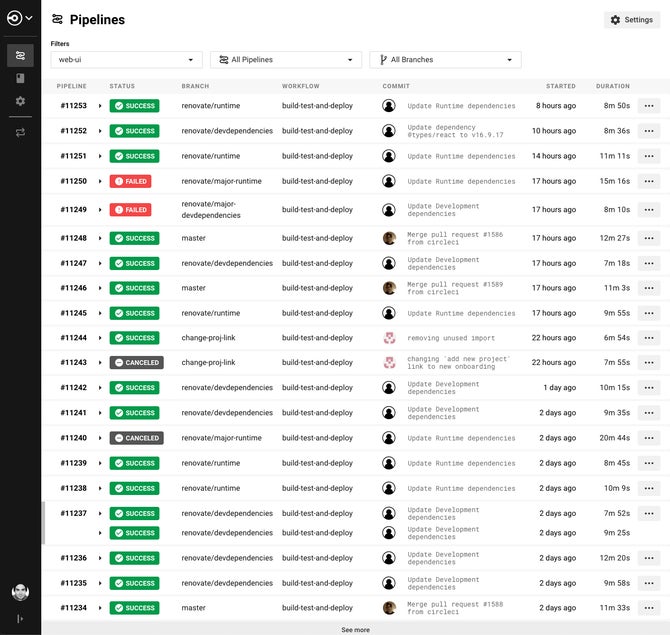 Pipelines
Settings
Filters
web-ui All Pipelines All Branches
PIPELINE STATUS BRANCH WORKFLOW COMMIT STARTED DURATION
#11253 SUCCESS renovate/runtime build-test-and-deploy Update Runtime dependencies 8 hours ago 8m 50s
#11252 SUCCESS renovate/devdependencies build-test-and-deploy Update dependency 10 hours ago 8m 36s
@types/react to v16.9.17
#11251 SUCCESS renovate/runtime build-test-and-deploy Update Runtime dependencies 14 hours ago 11m 11s
#11250 FAILED renovate/major-runtime build-test-and-deploy Update Runtime dependencies 17 hours ago 15m 16s
#11249 FAILED renovate/major- build-test-and-deploy Update Development 17 hours ago 8m 10s
devdependencies dependencies
#11248 SUCCESS master build-test-and-deploy Merge pull request #1586 17 hours ago 12m 27s
from circleci
#11247 SUCCESS renovate/devdependencies build-test-and-deploy Update Development 17 hours ago 7m 18s
dependencies
#11246 SUCCESS master build-test-and-deploy Merge pull request #1589 17 hours ago 11m 3s
from circleci
#11245 SUCCESS renovate/runtime build-test-and-deploy Update Runtime dependencies 17 hours ago 9m 55s
#11244 SUCCESS change-proj-link build-test-and-deploy removing unused import 22 hours ago 6m 54s
#11243 CANCELED change-proj-link build-test-and-deploy changing `add new project` 22 hours ago 7m 55s
link to new onboarding
#11242 SUCCESS renovate/devdependencies build-test-and-deploy Update Development 1 day ago 10m 15s
dependencies
#11241 SUCCESS renovate/devdependencies build-test-and-deploy Update Development 2 days ago 9m 35s
dependencies
#11240 CANCELED renovate/major-runtime build-test-and-deploy Update Runtime dependencies 2 days ago 20m 44s
#11239 SUCCESS renovate/runtime build-test-and-deploy Update Runtime dependencies 2 days ago 8m 45s
#11238 SUCCESS renovate/runtime build-test-and-deploy Update Runtime dependencies 2 days ago 10m 9s
#11237 SUCCESS renovate/devdependencies build-test-and-deploy Update Development 2 days ago 7m 52s
dependencies
SUCCESS renovate/devdependencies build-test-and-deploy Update Development 2 days ago 9m 25s
dependencies
#11236 SUCCESS renovate/devdependencies build-test-and-deploy Update Development 2 days ago 12m 20s
dependencies
#11235 SUCCESS renovate/devdependencies build-test-and-deploy Update Development 2 days ago 9m 58s
dependencies
#11234 SUCCESS master build-test-and-deploy Merge pull request #1588 2 days ago 11m 33s
from circleci
See more